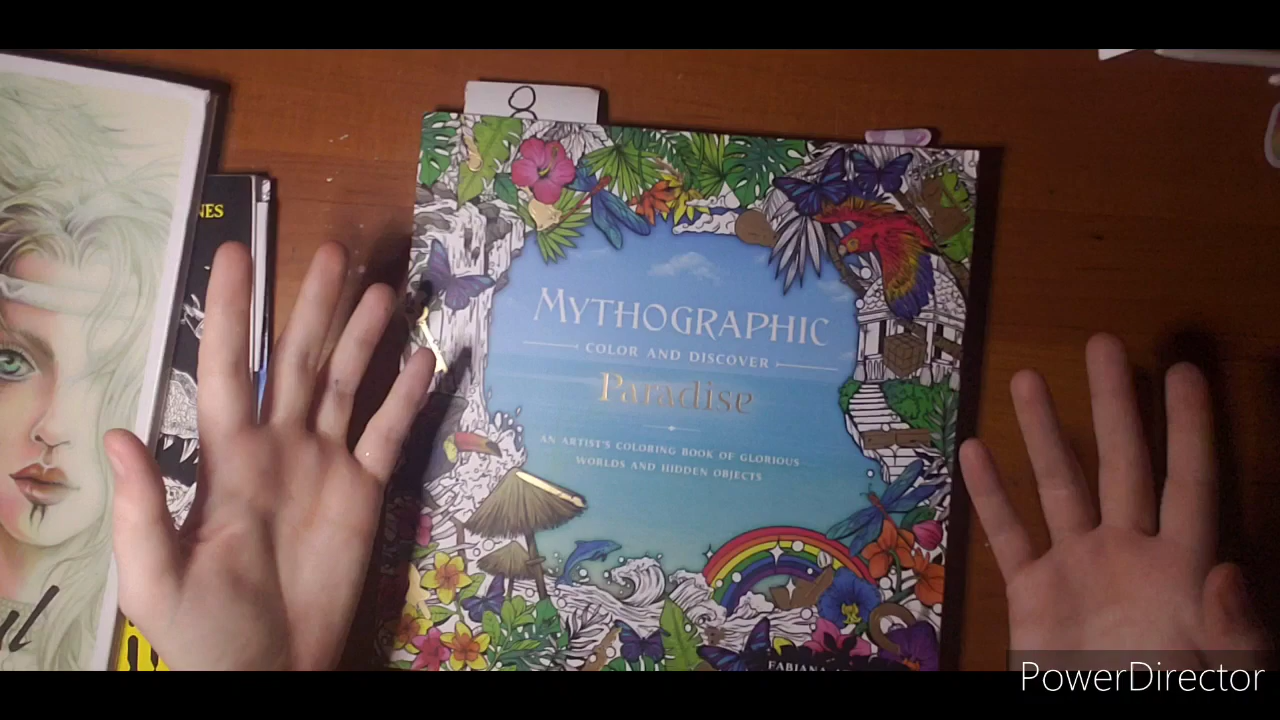 8
NES
MYTHOGRAPHIC
COLOR AND DISCOVER
Paradise
AN ARTIST'S COLORING BOOK OF GLORIOUS
WORLDS AND HIDDEN OBJECTS
FABIANA
PowerDirector